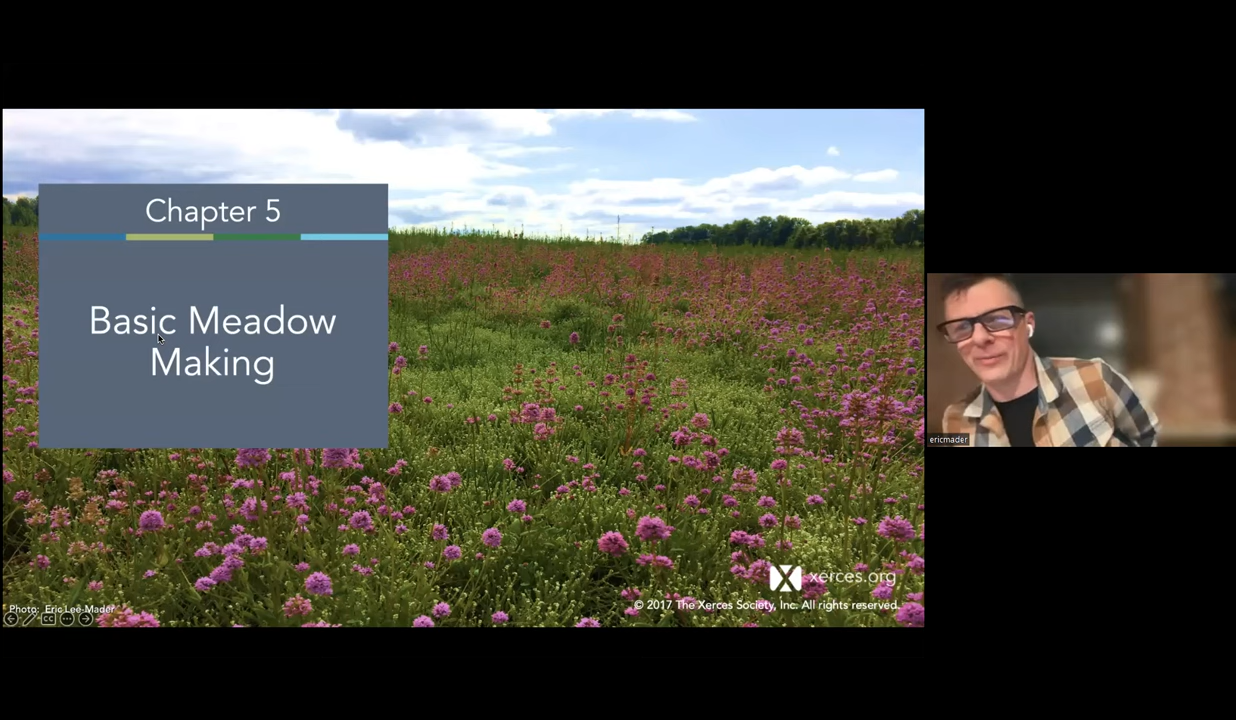 Chapter 5
Basic Meadow
Making
xerces.org
© 2017 The Xerces Society, Inc. All rights reserved.
Photo: Eric Lee-Mader
CC
ericmader